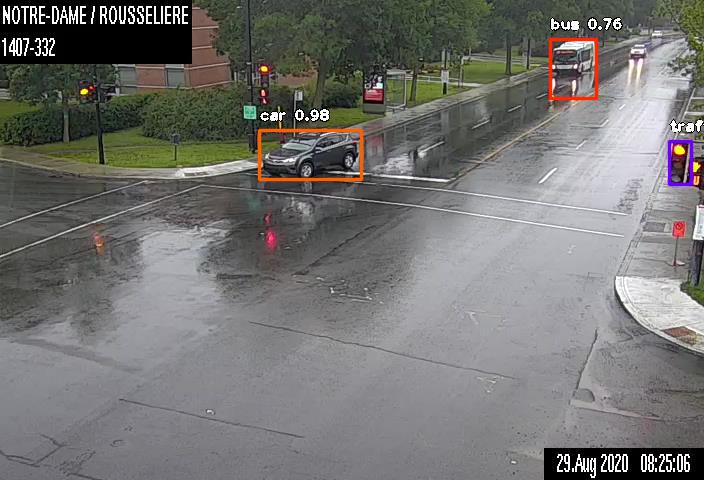 NOTRE-DAME / ROUSSELIERE
1407-332
bus 0.76
car 0.98
traf
29.Aug 2020 08:25:06